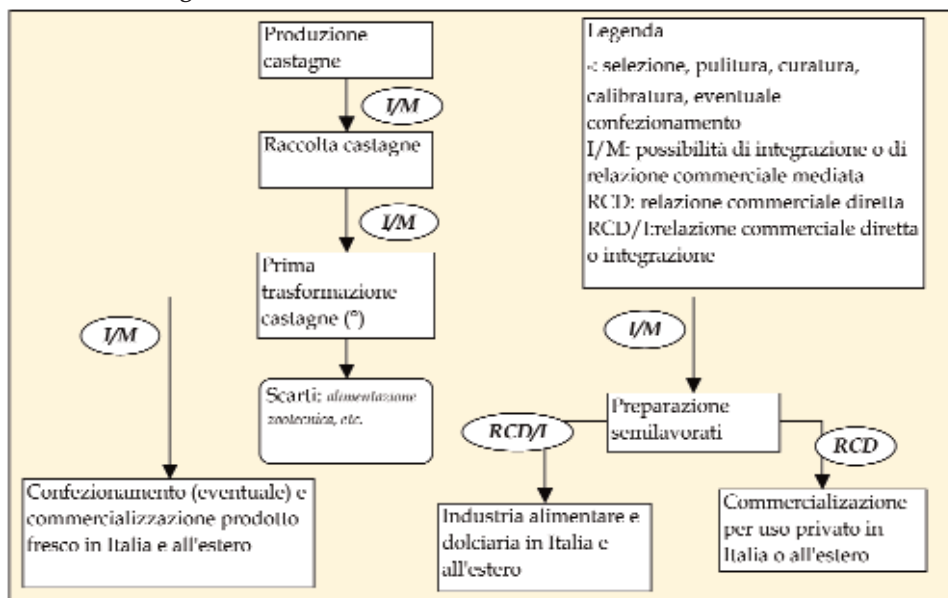 Produzione
castagne
I/M
Raccolta castagne
I/M
Prima
trasformazione
castagne (°)
I/M
Scarti: alimentazione
zootecnica, etc.
Confezionamento (eventuale) e
commercializzazione prodotto
fresco in Italia e all'estero
Legenda
-: selezione, pulitura, curatura,
calibratura, eventuale
confezionamento
I/M: possibilità di integrazione o di
relazione commerciale mediata
RCD: relazione commerciale diretta
RCD/I:relazione commerciale diretta
o integrazione
I/M
Preparazione
semilavorati
RCD/I
RCD
Industria alimentare e
dolciaria in Italia e
all'estero
Commercializazione
per uso privato in
Italia o all'estero